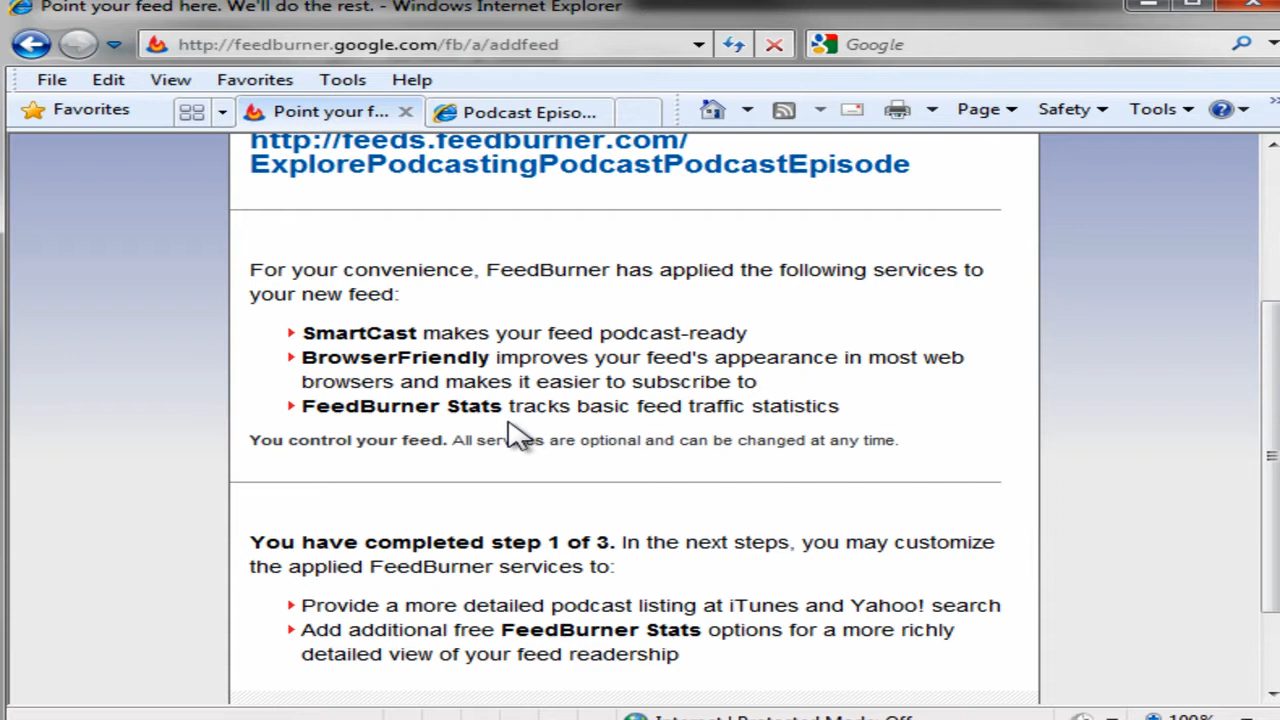 Point your feed here. We'll do the rest. - Windows Internet Explorer
http://feedburner.google.com/fb/a/addfeed
Google
File Edit View Favorites Tools Help
Favorites
Point your f...
Podcast Episo...
Page Safety Tools
http://feeds.feedburner.com/
ExplorePodcastingPodcastPodcastEpisode
For your convenience, FeedBurner has applied the following services to
your new feed:
SmartCast makes your feed podcast-ready
BrowserFriendly improves your feed's appearance in most web
browsers and makes it easier to subscribe to
FeedBurner Stats tracks basic feed traffic statistics
You control your feed. All services are optional and can be changed at any time.
You have completed step 1 of 3. In the next steps, you may customize
the applied FeedBurner services to:
Provide a more detailed podcast listing at iTunes and Yahoo! search
Add additional free FeedBurner Stats options for a more richly
detailed view of your feed readership
Internet | Protected Mode: Off
100%